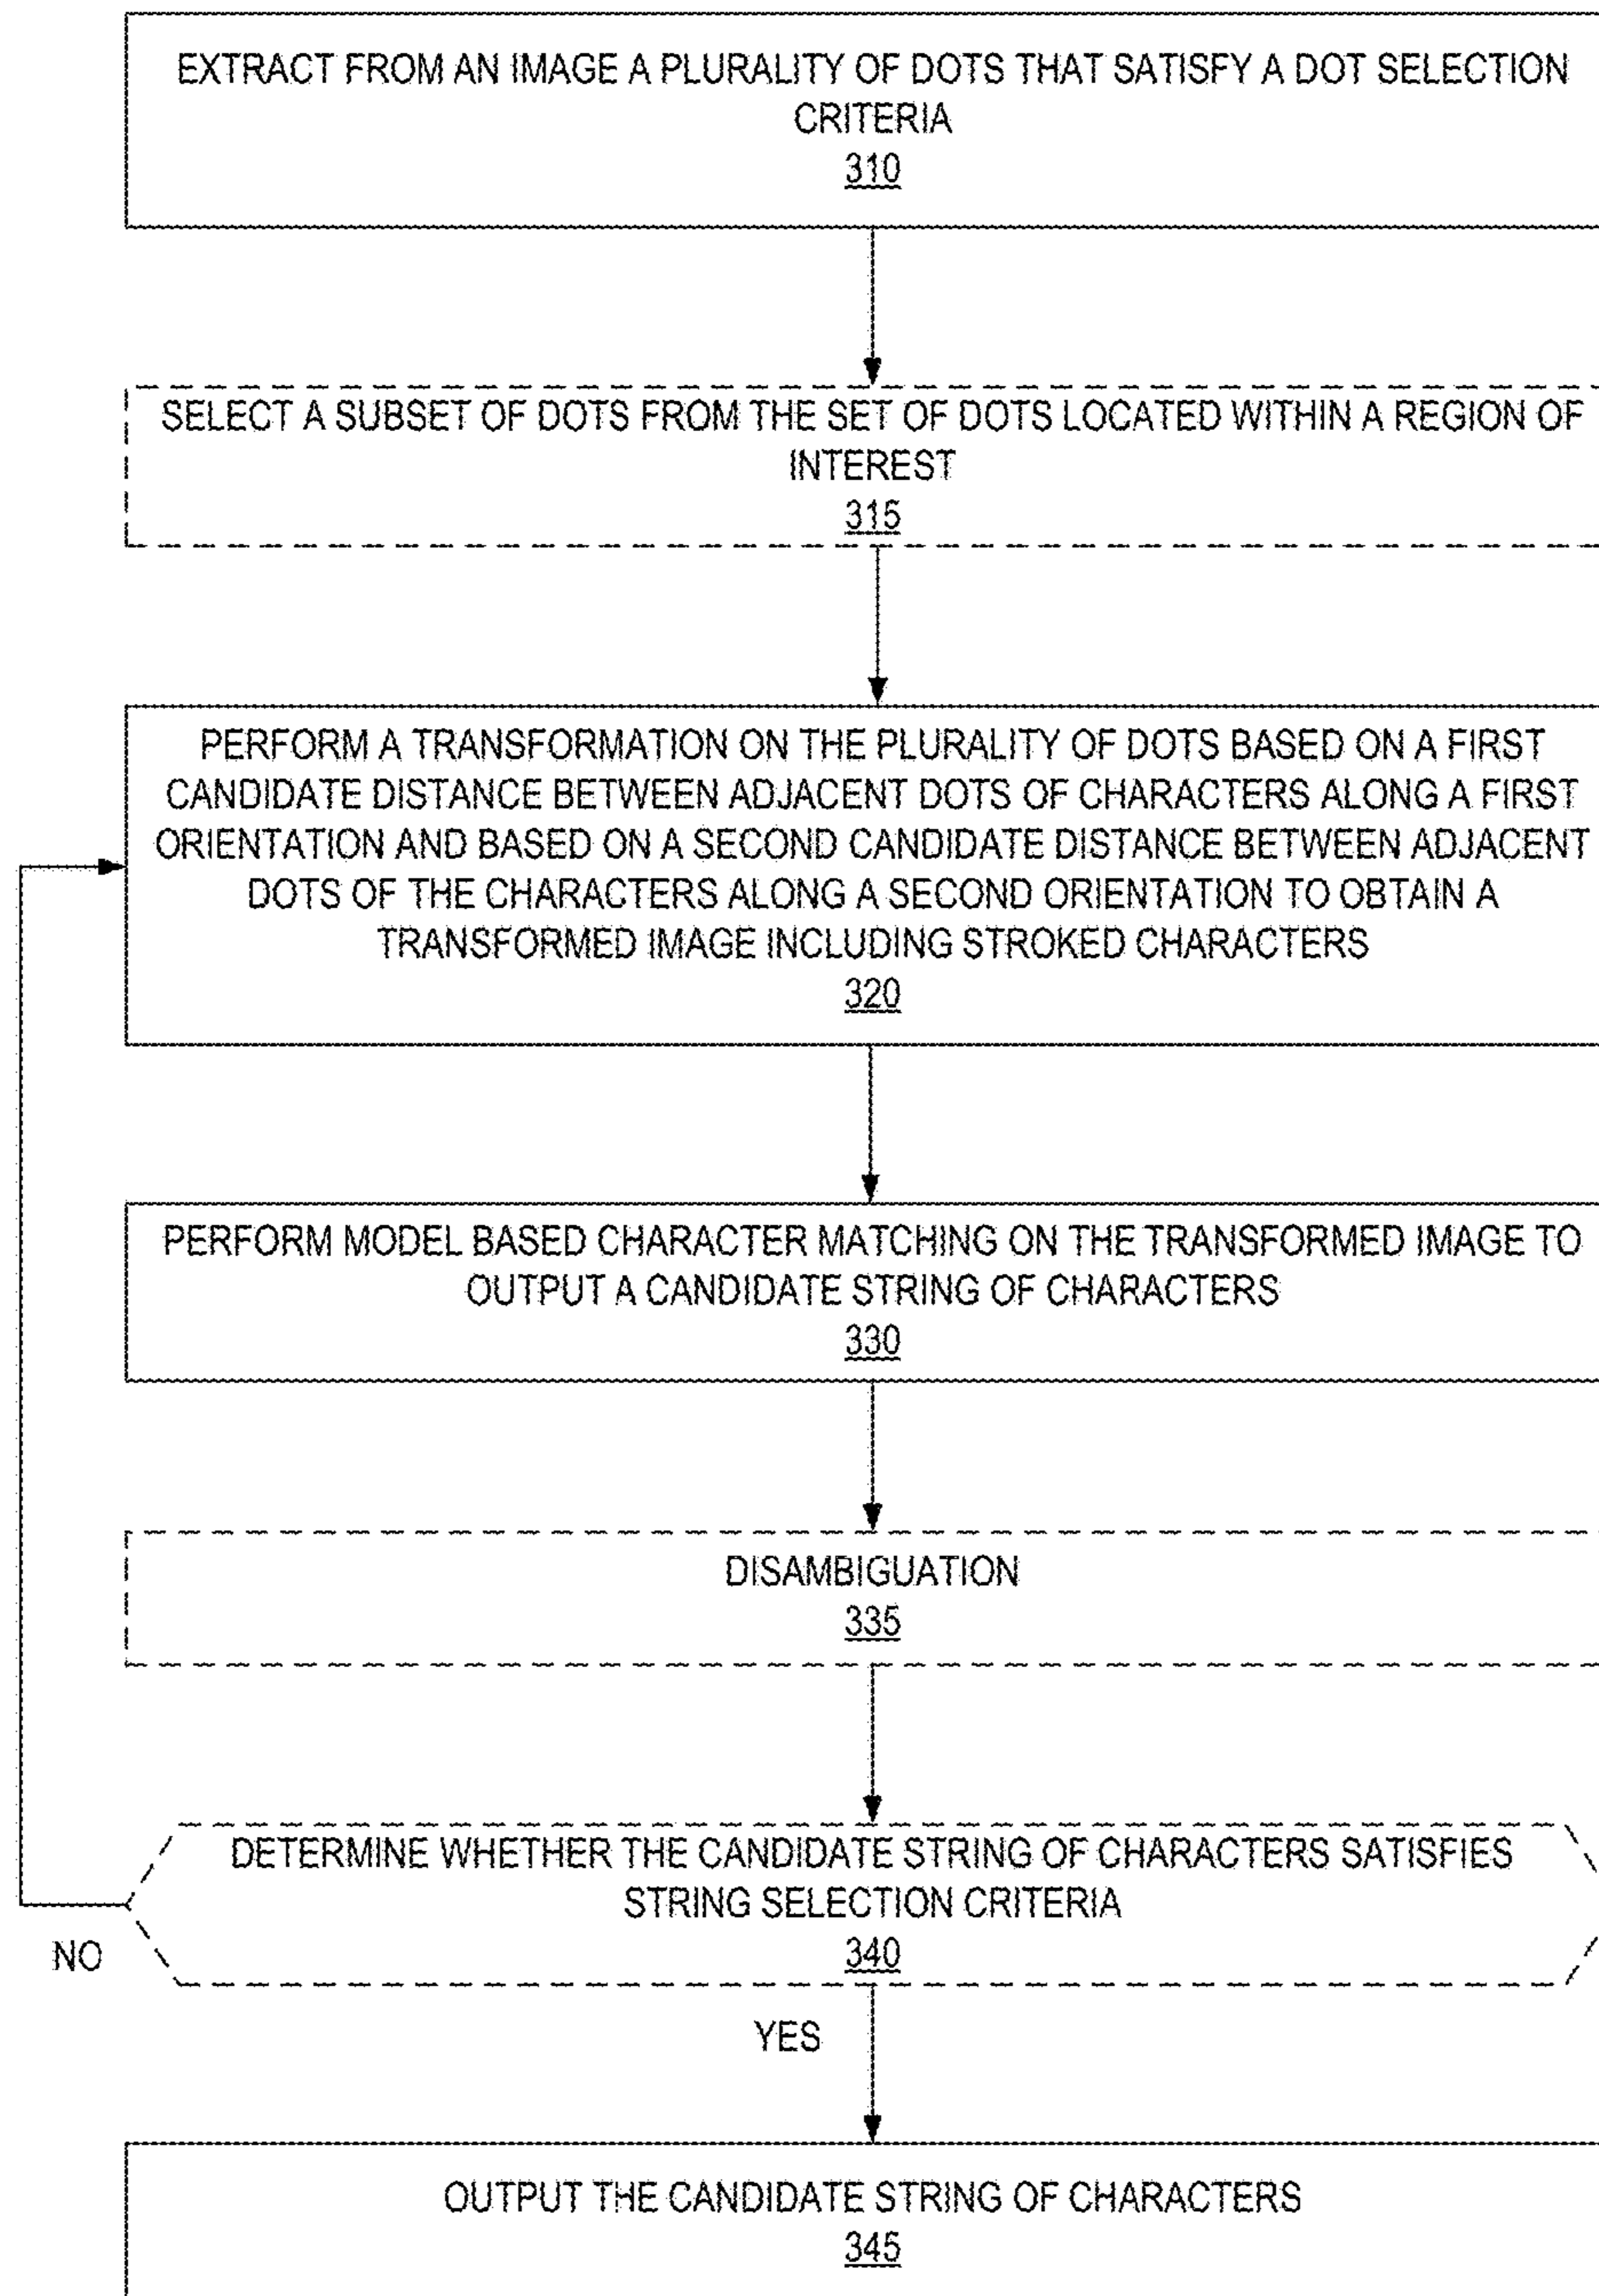 EXTRACT FROM AN IMAGE A PLURALITY OF DOTS THAT SATISFY A DOT SELECTION
CRITERIA
310
SELECT A SUBSET OF DOTS FROM THE SET OF DOTS LOCATED WITHIN A REGION OF
INTEREST
315
PERFORM A TRANSFORMATION ON THE PLURALITY OF DOTS BASED ON A FIRST
CANDIDATE DISTANCE BETWEEN ADJACENT DOTS OF CHARACTERS ALONG A FIRST
ORIENTATION AND BASED ON A SECOND CANDIDATE DISTANCE BETWEEN ADJACENT
DOTS OF THE CHARACTERS ALONG A SECOND ORIENTATION TO OBTAIN A
TRANSFORMED IMAGE INCLUDING STROKED CHARACTERS
320
PERFORM MODEL BASED CHARACTER MATCHING ON THE TRANSFORMED IMAGE TO
OUTPUT A CANDIDATE STRING OF CHARACTERS
330
DISAMBIGUATION
335
DETERMINE WHETHER THE CANDIDATE STRING OF CHARACTERS SATISFIES
STRING SELECTION CRITERIA
340
NO
YES
OUTPUT THE CANDIDATE STRING OF CHARACTERS
345